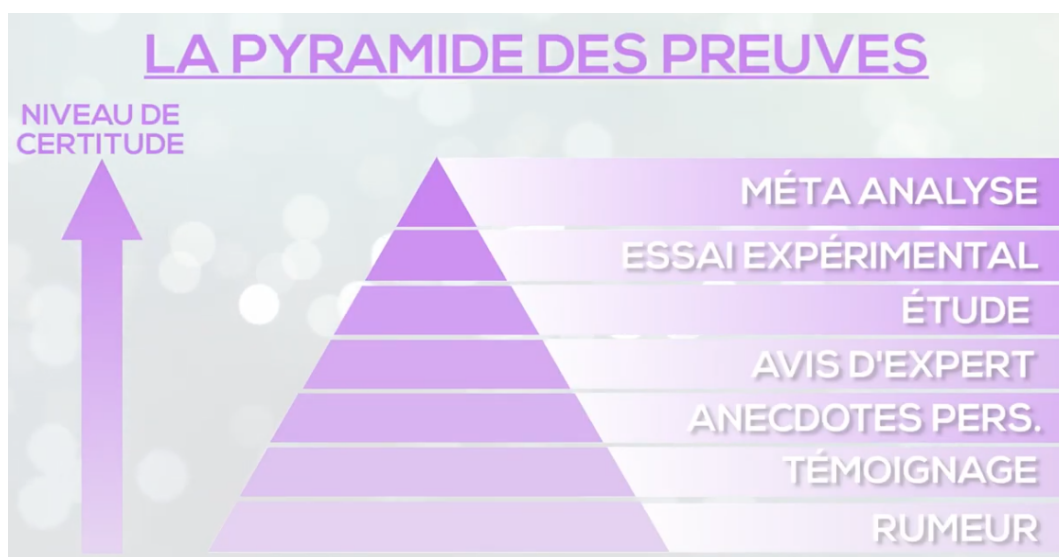 LA PYRAMIDE DES PREUVES
NIVEAU DE
CERTITUDE
MÉTA ANALYSE
ESSAI EXPÉRIMENTAL
ÉTUDE
AVIS D'EXPERT
ANECDOTES PERS.
TÉMOIGNAGE
RUMEUR